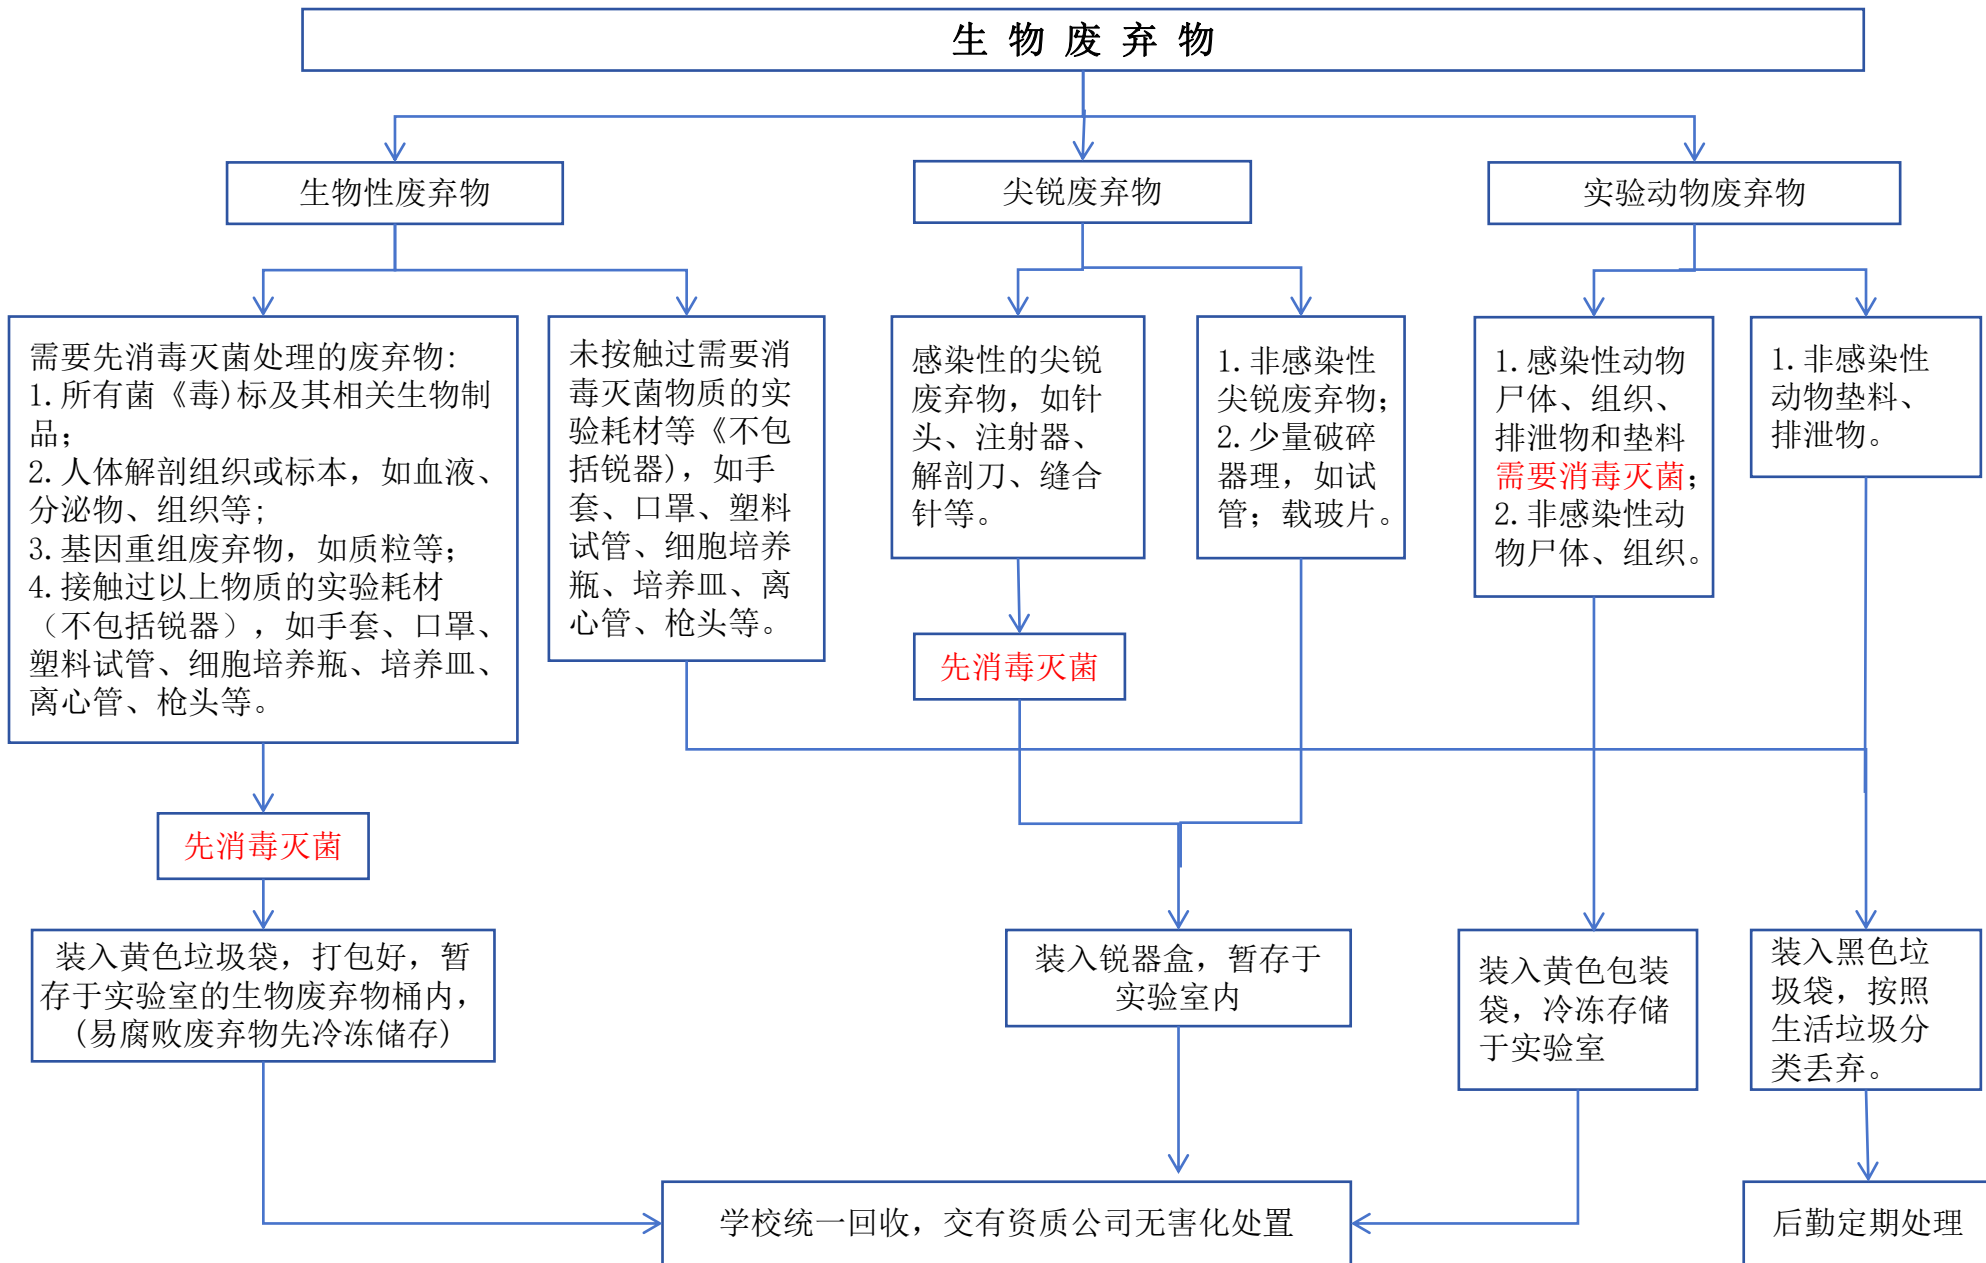 生物废弃物
生物性废弃物
尖锐废弃物
实验动物废弃物
需要先消毒灭菌处理的废弃物:
1.所有菌《毒)标及其相关生物制
品;
2.人体解剖组织或标本,如血液、
分泌物、组织等;
3.基因重组废弃物,如质粒等;
4.接触过以上物质的实验耗材
（不包括锐器）,如手套、口罩、
塑料试管、细胞培养瓶、培养皿、
离心管、枪头等。
未按触过需要消
毒灭菌物质的实
验耗材等《不包
括锐器),如手
套、口罩、塑料
试管、细胞培养
瓶、培养皿、离
心管、枪头等。
感染性的尖锐
废弃物,如针
头、注射器、
解剖刀、缝合
针等。
1.非感染性
尖锐废弃物;
2.少量破碎
器理,如试
管;载玻片。
1.感染性动物
尸体、组织、
排泄物和垫料
需要消毒灭菌;
2.非感染性动
物尸体、组织。
1.非感染性
动物垫料、
排泄物。
先消毒灭菌
先消毒灭菌
装入黄色垃圾袋,打包好,暂
存于实验室的生物废弃物桶内,
(易腐败废弃物先冷冻储存)
装入锐器盒,暂存于
实验室内
装入黄色包装
袋,冷冻存储
于实验室
装入黑色垃
圾袋,按照
生活垃圾分
类丢弃。
学校统一回收,交有资质公司无害化处置
后勤定期处理